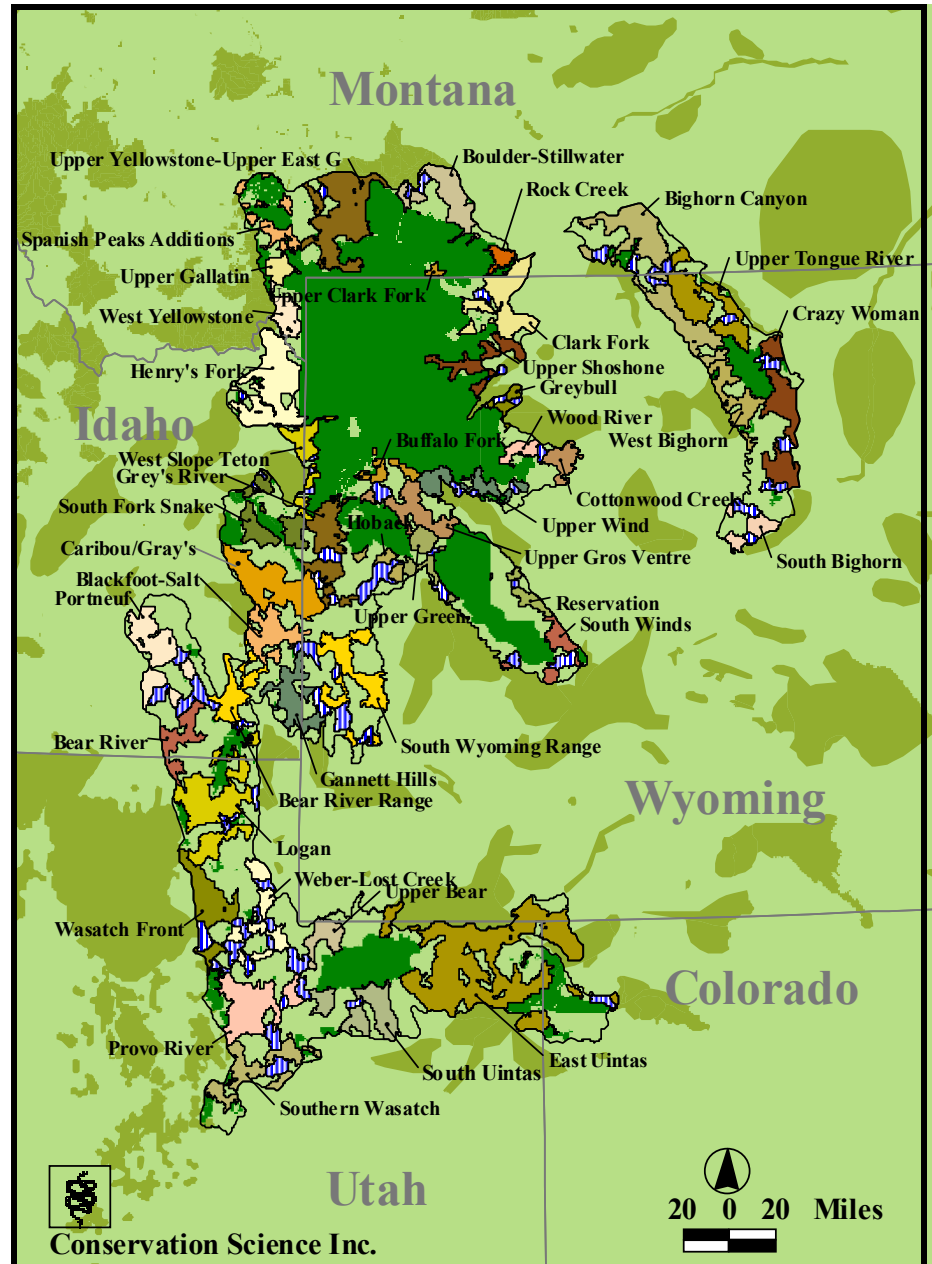 Montana
Upper Yellowstone-Upper East G
Boulder-Stillwater
Rock Creek
Bighorn Canyon
Spanish Peaks Additions
Upper Tongue River
Upper Gallatin
Upper Clark Fork
West Yellowstone
Crazy Woman
Clark Fork
Henry's Fork
Upper Shoshone
Greybull
Idaho
Wood River
West Bighorn
Buffalo Fork
West Slope Teton
Grey's River
Cottonwood Creek
South Fork Snake
Hoback
Upper Wind
Caribou/Gray's
Upper Gros Ventre
South Bighorn
Blackfoot-Salt
Portneuf
Upper Green
Reservation
South Winds
Bear River
South Wyoming Range
Gannett Hills
Bear River Range
Wyoming
Logan
Weber-Lost Creek
Upper Bear
Wasatch Front
Colorado
Provo River
East Uintas
South Uintas
Southern Wasatch
Utah
20 0 20 Miles
Conservation Science Inc.